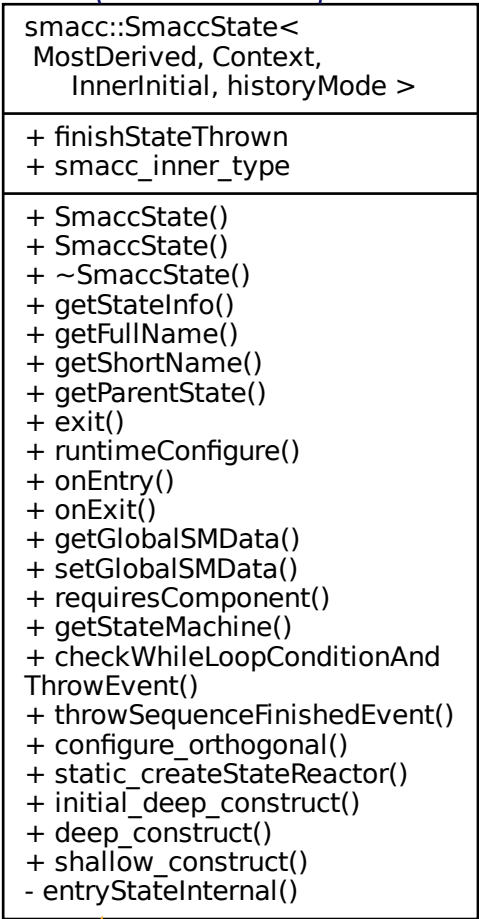 smacc::SmaccState<
MostDerived, Context,
InnerInitial, historyMode >
+ finishStateThrown
+ smacc_inner_type
+ SmaccState()
+ SmaccState()
+ ~SmaccState()
+ getStateInfo()
+ getFullName()
+ getShortName()
+ getParentState()
+ exit()
+ runtimeConfigure()
+ onEntry()
+ onExit()
+ getGlobalSMData()
+ setGlobalSMData()
+ requiresComponent()
+ getStateMachine()
+ checkWhileLoopConditionAnd
ThrowEvent()
+ throwSequenceFinishedEvent()
+ configure_orthogonal()
+ static_createStateReactor()
+ initial_deep_construct()
+ deep_construct()
+ shallow_construct()
- entryStateInternal()